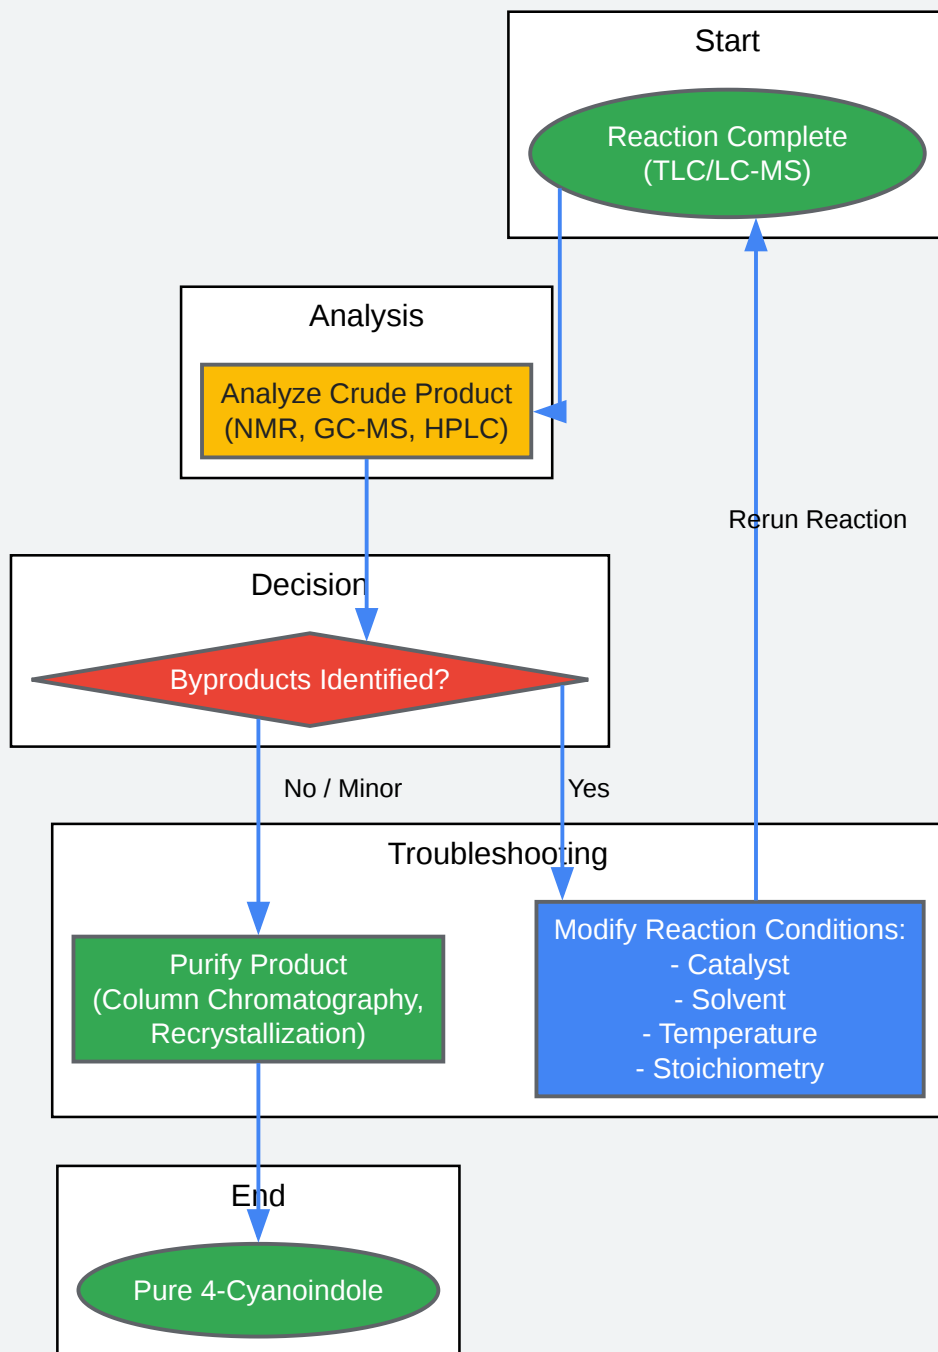 Start
Reaction Complete
(TLC/LC-MS)
Analysis
Analyze Crude Product
(NMR, GC-MS, HPLC)
Rerun Reaction
Decision
Byproducts Identified?
No / Minor
Yes
Troubleshooting
Purify Product
(Column Chromatography,
Recrystallization)
Modify Reaction Conditions:
- Catalyst
- Solvent
- Temperature
- Stoichiometry
End
Pure 4-Cyanoindole